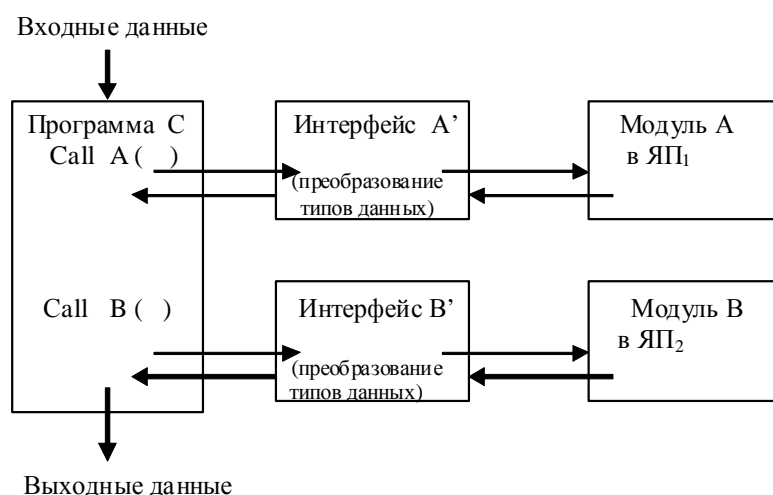 Входные данные
Программа С
Call A ( )
Интерфейс А’
(преобразование
типов данных)
Модуль А
в ЯП₁
Call B ( )
Интерфейс В’
(преобразование
типов данных)
Модуль В
в ЯП₂
Выходные данные